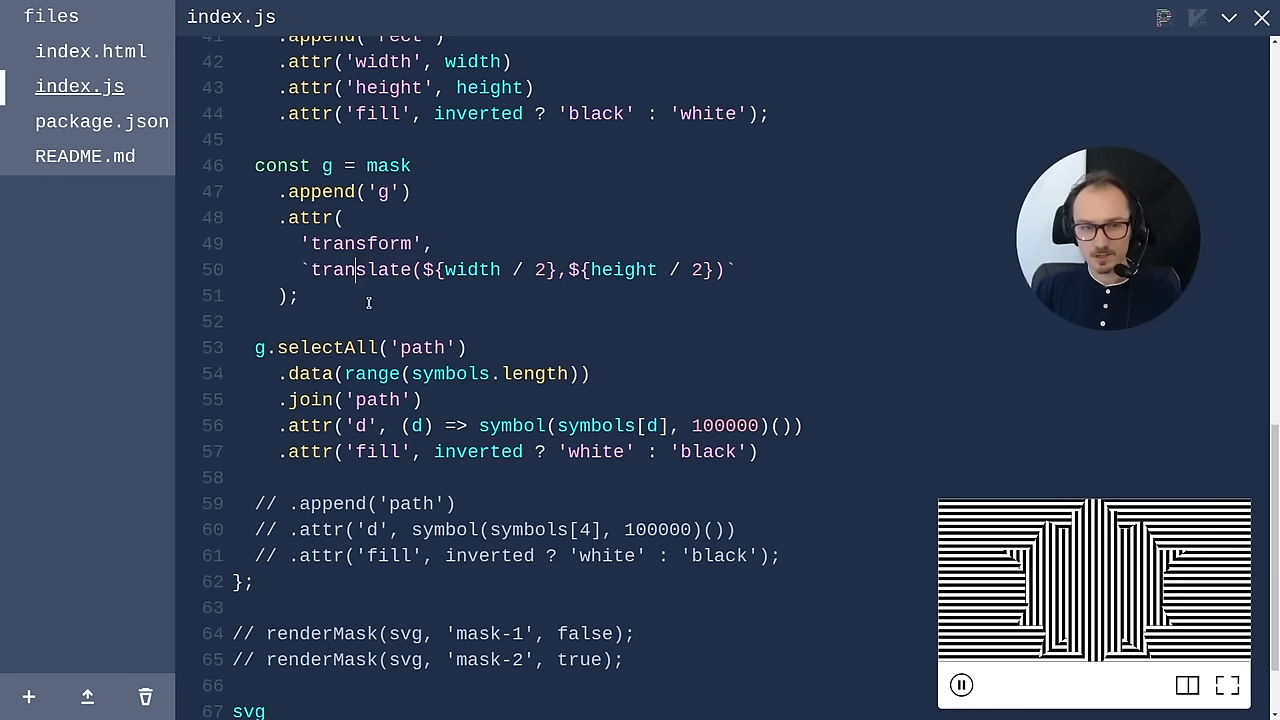 files
index.html
index.js
package.json
README.md
index.js
41 .append('rect')
42 .attr('width', width)
43 .attr('height', height)
44 .attr('fill', inverted ? 'black' : 'white');
45
46 const g = mask
47 .append('g')
48 .attr(
49 'transform',
50 `translate(${width / 2},${height / 2})`
51 );
52
53 g.selectAll('path')
54 .data(range(symbols.length))
55 .join('path')
56 .attr('d', (d) => symbol(symbols[d], 100000)())
57 .attr('fill', inverted ? 'white' : 'black')
58
59 // .append('path')
60 // .attr('d', symbol(symbols[4], 100000)())
61 // .attr('fill', inverted ? 'white' : 'black');
62 };
63
64 // renderMask(svg, 'mask-1', false);
65 // renderMask(svg, 'mask-2', true);
66
67 svg